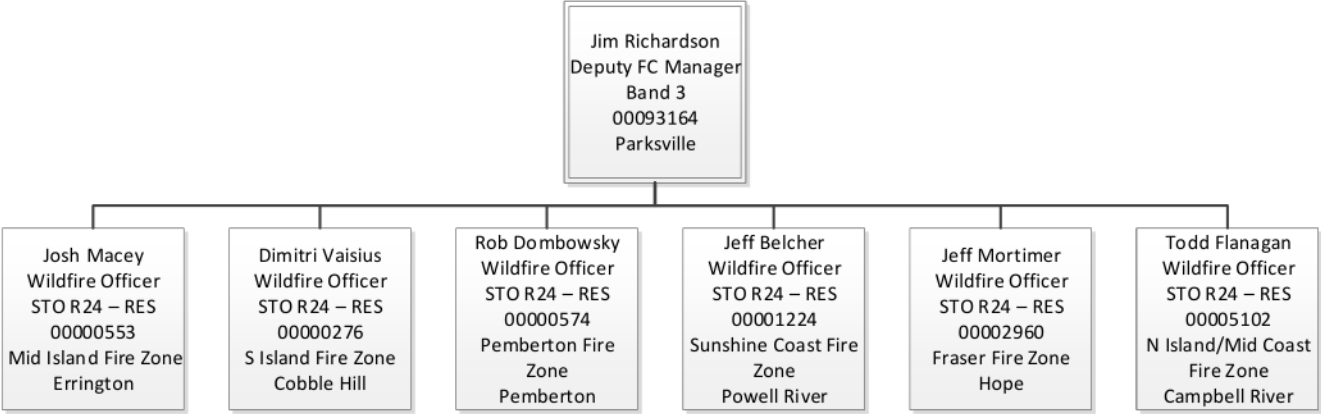 Jim Richardson
Deputy FC Manager
Band 3
00093164
Parksville
Josh Macey
Wildfire Officer
STO R24 – RES
00000553
Mid Island Fire Zone
Errington
Dimitri Vaisius
Wildfire Officer
STO R24 – RES
00000276
S Island Fire Zone
Cobble Hill
Rob Dombowsky
Wildfire Officer
STO R24 – RES
00000574
Pemberton Fire
Zone
Pemberton
Jeff Belcher
Wildfire Officer
STO R24 – RES
00001224
Sunshine Coast Fire
Zone
Powell River
Jeff Mortimer
Wildfire Officer
STO R24 – RES
00002960
Fraser Fire Zone
Hope
Todd Flanagan
Wildfire Officer
STO R24 – RES
00005102
N Island/Mid Coast
Fire Zone
Campbell River